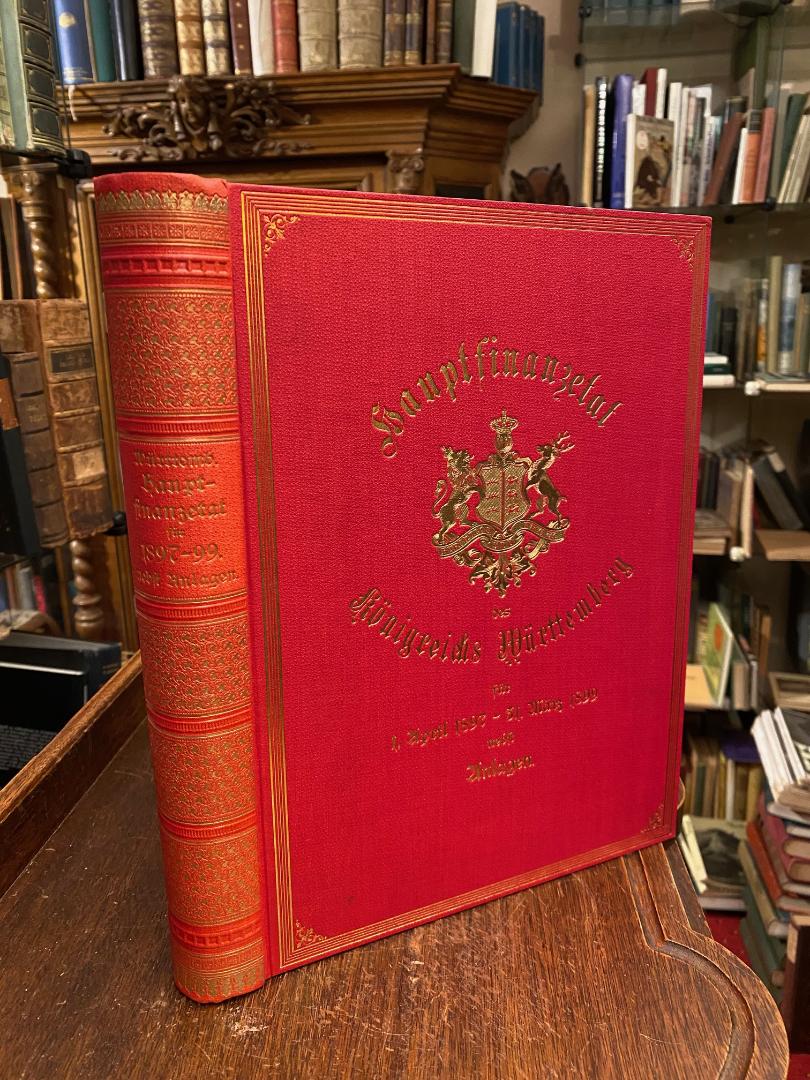 Württemb.
Haupt-
finanzetat
für
1897-99.
nebst Anlagen.
Hauptfinanzetat
des
Königreichs Württemberg
für
1. April 1897 - 31. März 1899
nebst
Anlagen.